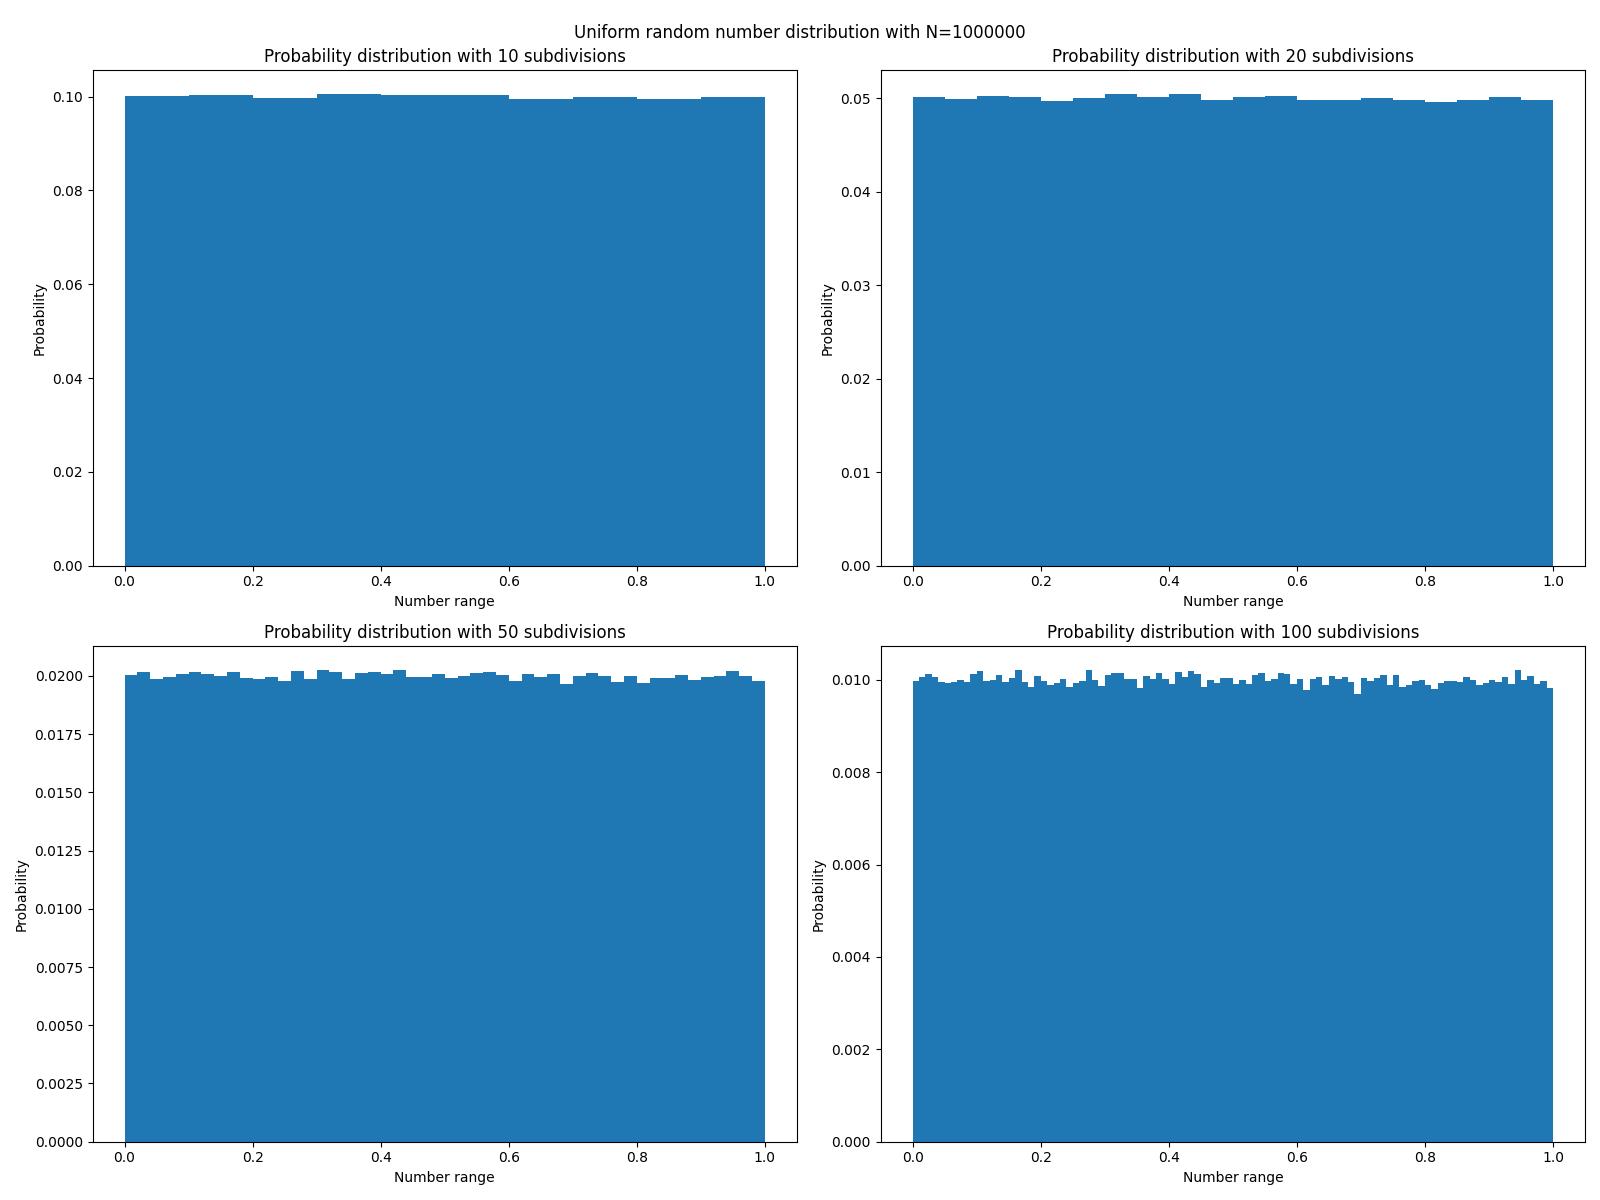 Uniform random number distribution with N=1000000
Probability distribution with 10 subdivisions
0.10
0.08
0.06
0.04
0.02
0.00
Probability
0.0 0.2 0.4 0.6 0.8 1.0
Number range
Probability distribution with 20 subdivisions
0.05
0.04
0.03
0.02
0.01
0.00
Probability
0.0 0.2 0.4 0.6 0.8 1.0
Number range
Probability distribution with 50 subdivisions
0.0200
0.0175
0.0150
0.0125
0.0100
0.0075
0.0050
0.0025
0.0000
Probability
0.0 0.2 0.4 0.6 0.8 1.0
Number range
Probability distribution with 100 subdivisions
0.010
0.008
0.006
0.004
0.002
0.000
Probability
0.0 0.2 0.4 0.6 0.8 1.0
Number range